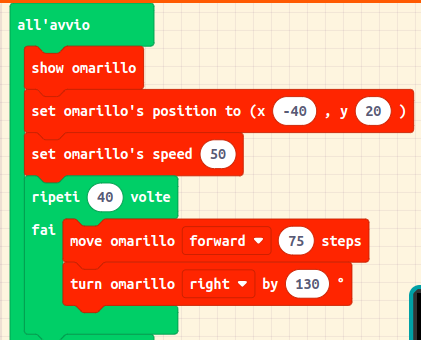 all'avvio
show omarillo
set omarillo's position to (x -40 , y 20 )
set omarillo's speed 50
ripeti 40 volte
fai
move omarillo forward 75 steps
turn omarillo right by 130 °